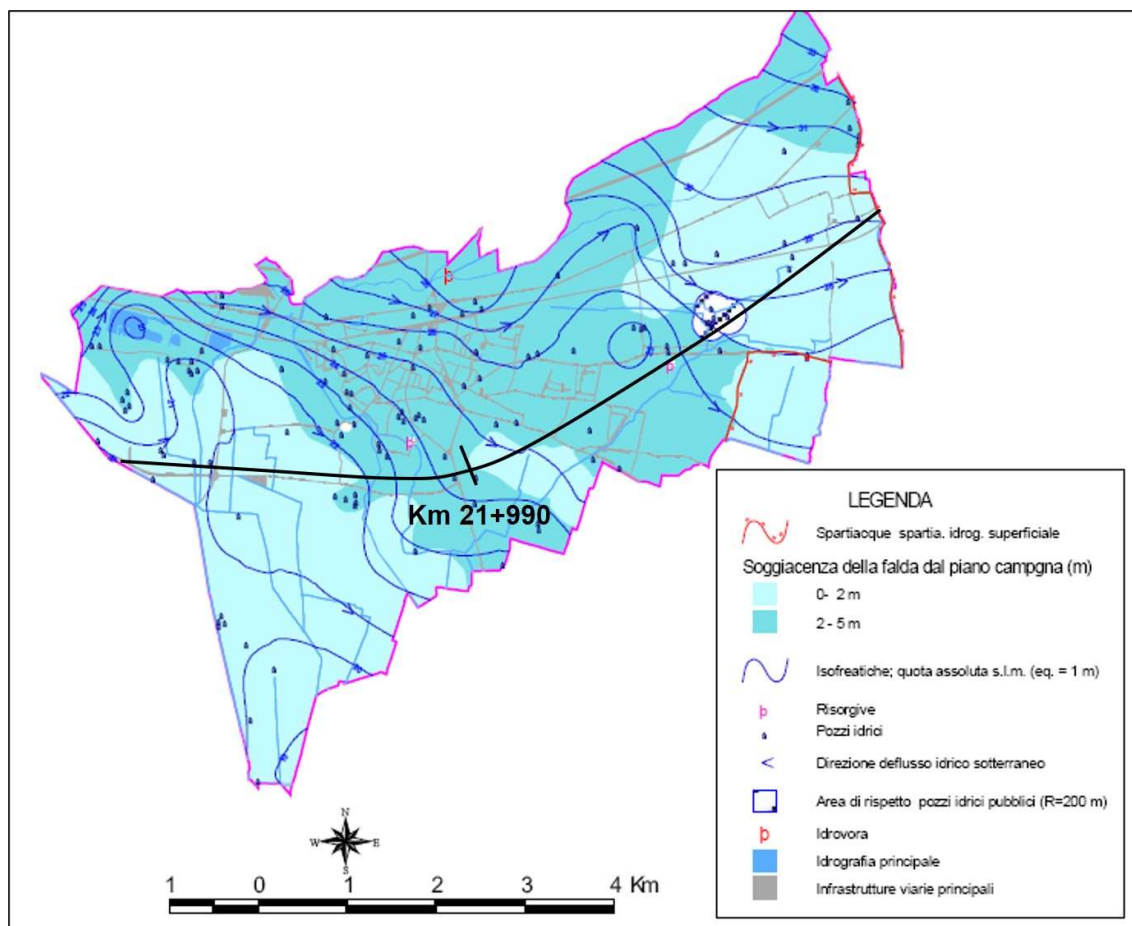 Km 21+990
LEGENDA
Spartiacque spartia. idrog. superficiale
Soggiacenza della falda dal piano campgna (m)
0- 2 m
2 - 5 m
Isofreatiche; quota assoluta s.l.m. (eq. = 1 m)
Risorgive
Pozzi idrici
Direzione deflusso idrico sotterraneo
Area di rispetto pozzi idrici pubblici (R=200 m)
Idrovora
Idrografia principale
Infrastrutture viarie principali
N
W E
S
1 0 1 2 3 4 Km